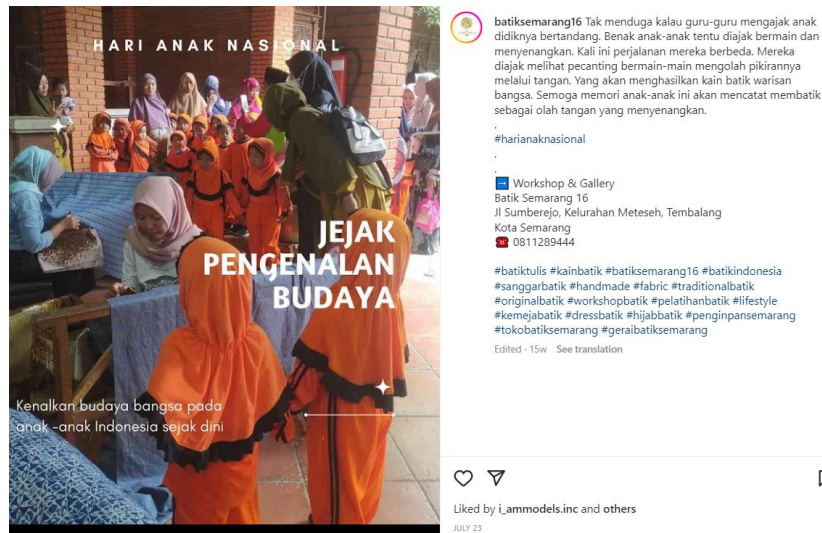 HARI ANAK NASIONAL
JEJAK
PENGENALAN
BUDAYA
Kenalkan budaya bangsa pada
anak -anak Indonesia sejak dini
batiksemarang16 Tak menduga kalau guru-guru mengajak anak
didiknya bertandang. Benak anak-anak tentu diajak bermain dan
menyenangkan. Kali ini perjalanan mereka berbeda. Mereka
diajak melihat pecanting bermain-main mengolah pikirannya
melalui tangan. Yang akan menghasilkan kain batik warisan
bangsa. Semoga memori anak-anak ini akan mencatat membatik
sebagai olah tangan yang menyenangkan.
.
#harianaknasional
.
.
➡️ Workshop & Gallery
Batik Semarang 16
Jl Sumberejo, Kelurahan Meteseh, Tembalang
Kota Semarang
☎️ 0811289444
#batiktulis #kainbatik #batiksemarang16 #batikindonesia
#sanggarbatik #handmade #fabric #traditionalbatik
#originalbatik #workshopbatik #pelatihanbatik #lifestyle
#kemejabatik #dressbatik #hijabbatik #penginpansemarang
#tokobatiksemarang #geraibatiksemarang
Edited · 15w See translation
Liked by i_ammodels.inc and others
JULY 23